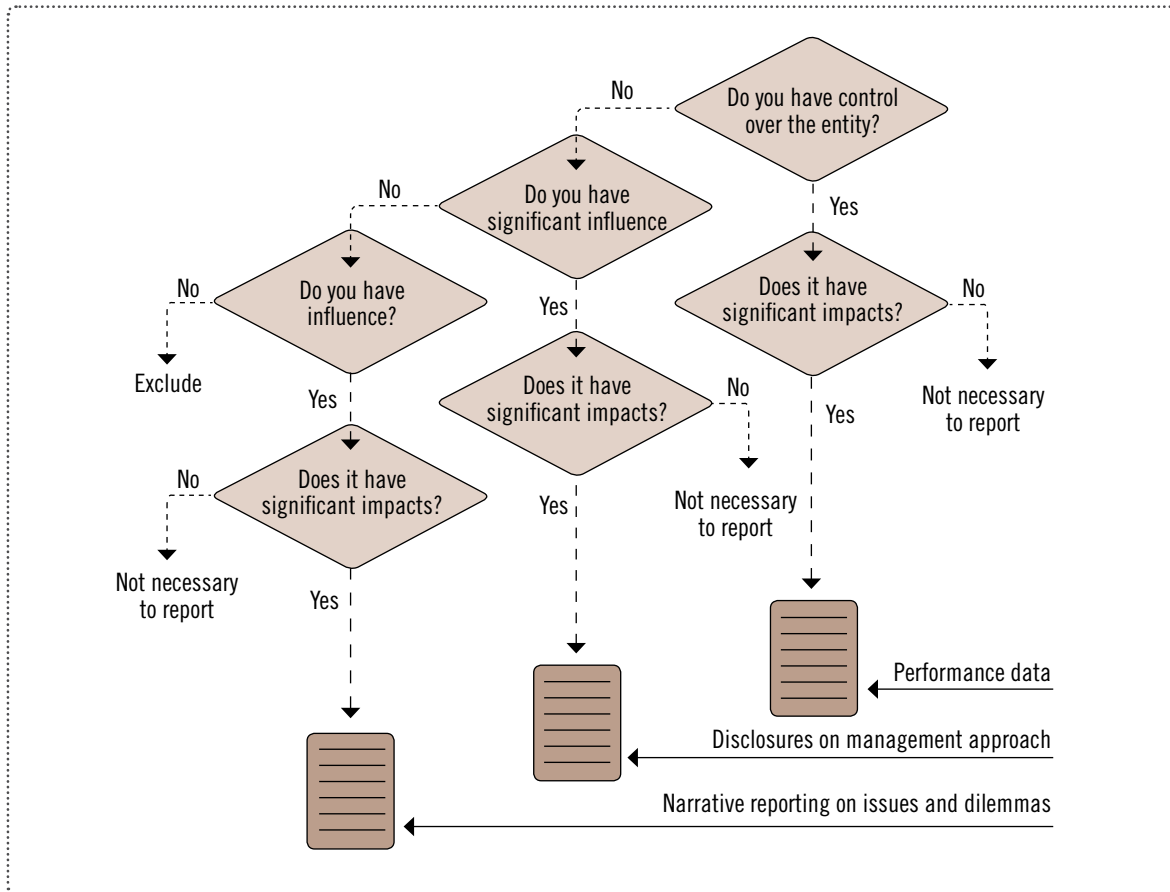 No
Do you have control
over the entity?
No
Do you have
significant influence
Yes
No
Do you have
influence?
Yes
Does it have
significant impacts?
No
Exclude
Yes
Does it have
significant impacts?
No
Yes
Not necessary
to report
No
Does it have
significant impacts?
Yes
Not necessary
to report
Not necessary
to report
Yes
Performance data
Disclosures on management approach
Narrative reporting on issues and dilemmas